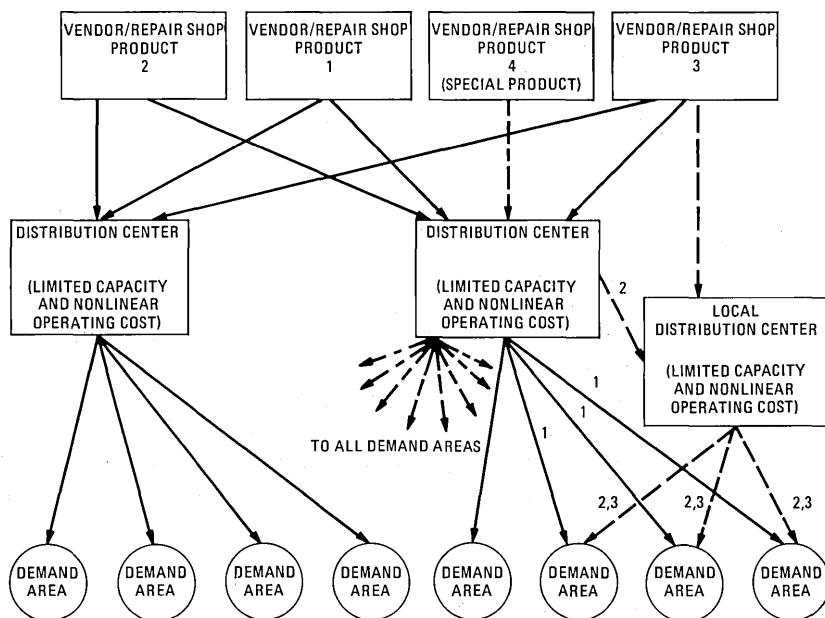 VENDOR/REPAIR SHOP
PRODUCT
2
VENDOR/REPAIR SHOP
PRODUCT
1
VENDOR/REPAIR SHOP
PRODUCT
4
(SPECIAL PRODUCT)
VENDOR/REPAIR SHOP
PRODUCT
3
DISTRIBUTION CENTER
(LIMITED CAPACITY
AND NONLINEAR
OPERATING COST)
DISTRIBUTION CENTER
(LIMITED CAPACITY
AND NONLINEAR
OPERATING COST)
2
LOCAL
DISTRIBUTION CENTER
(LIMITED CAPACITY
AND NONLINEAR
OPERATING COST)
1
1
1
TO ALL DEMAND AREAS
2,3
2,3
2,3
DEMAND
AREA
DEMAND
AREA
DEMAND
AREA
DEMAND
AREA
DEMAND
AREA
DEMAND
AREA
DEMAND
AREA
DEMAND
AREA